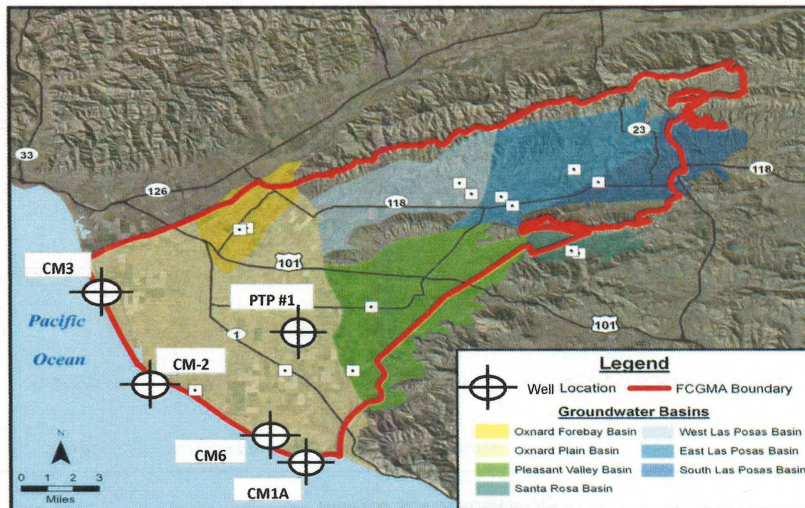 33
126
118
23
118
101
101
1
CM3
PTP #1
Pacific
Ocean
CM-2
CM6
CM1A
N
0 1 2 3
Miles
Legend
Well Location
FCGMA Boundary
Groundwater Basins
Oxnard Forebay Basin
West Las Posas Basin
Oxnard Plain Basin
East Las Posas Basin
Pleasant Valley Basin
South Las Posas Basin
Santa Rosa Basin